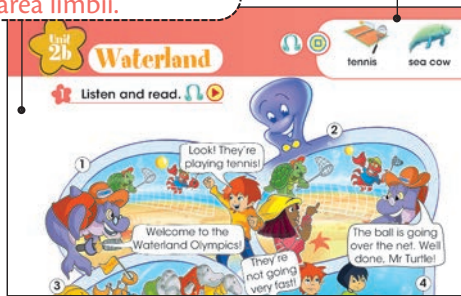 area limbii.
Unit
2b
Waterland
tennis
sea cow
1 Listen and read.
1
2
Look! They're
playing tennis!
Welcome to the
Waterland Olympics!
The ball is going
over the net. Well
done, Mr Turtle!
3
They're
not going
very fast!
4